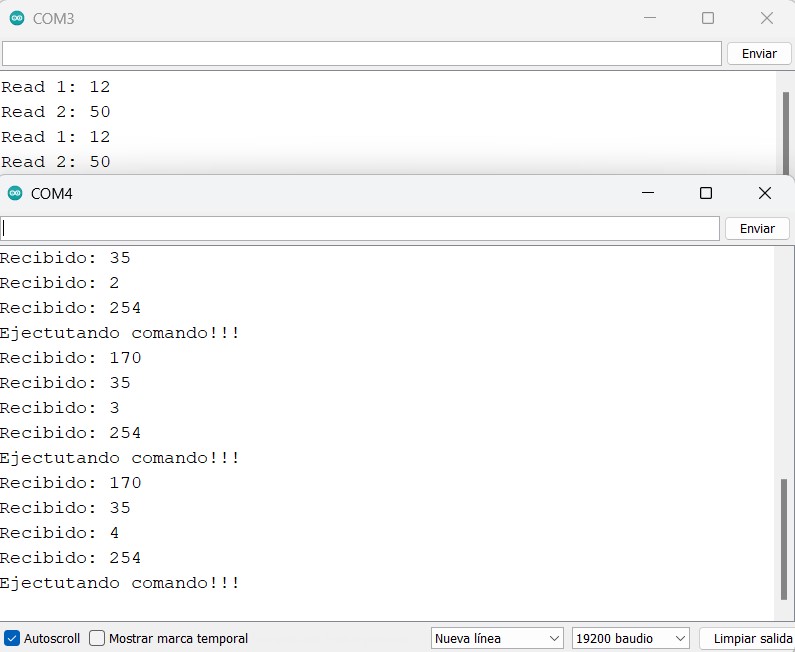 COM3
Enviar
Read 1: 12
Read 2: 50
Read 1: 12
Read 2: 50
COM4
Enviar
Recibido: 35
Recibido: 2
Recibido: 254
Ejectutando comando!!!
Recibido: 170
Recibido: 35
Recibido: 3
Recibido: 254
Ejectutando comando!!!
Recibido: 170
Recibido: 35
Recibido: 4
Recibido: 254
Ejectutando comando!!!
Autoscroll Mostrar marca temporal Nueva línea 19200 baudio Limpiar salida